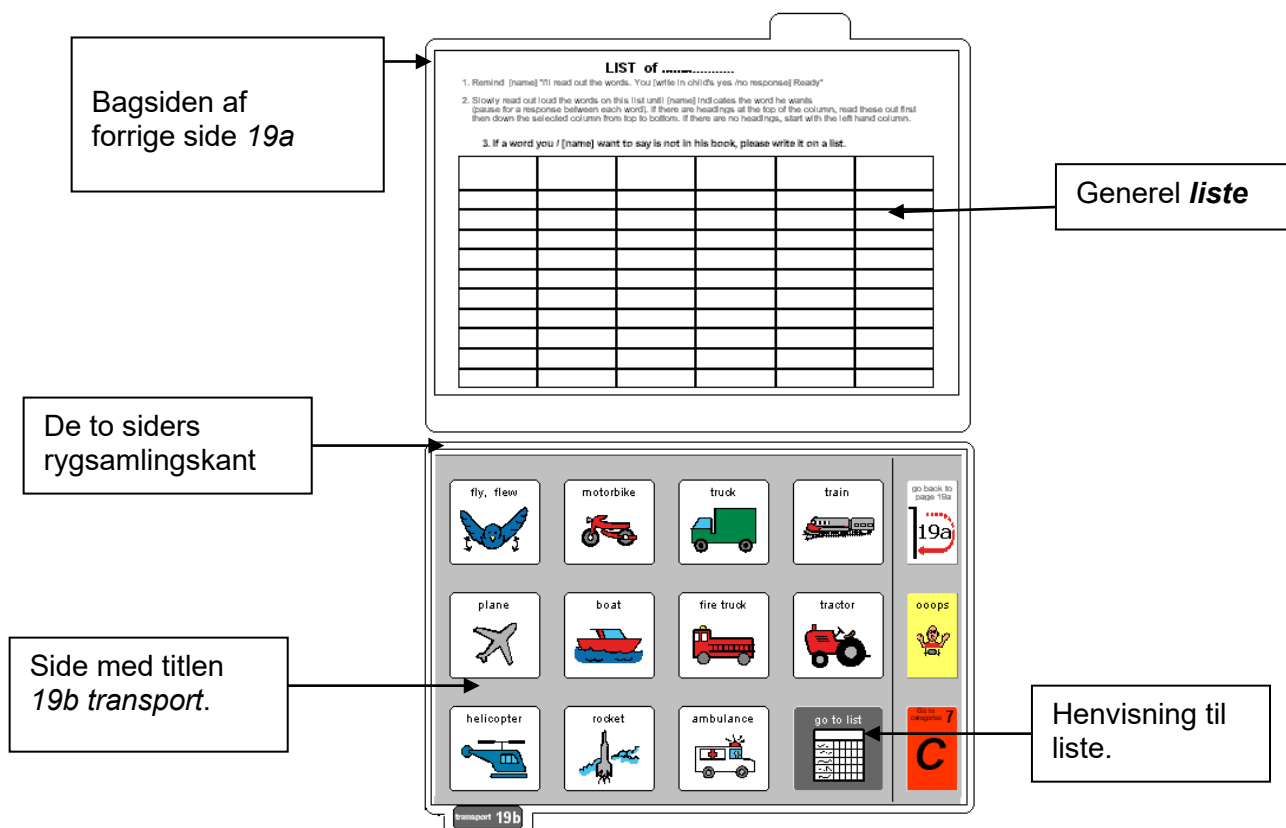 Bagsiden af
forrige side 19a
LIST of ....................
1. Remind [name] "I'll read out the words. You [write in child's yes /no response] Ready"
2. Slowly read out loud the words on this list until [name] indicates the word he wants
(pause for a response between each word). If there are headings at the top of the column, read these out first
then down the selected column from top to bottom. If there are no headings, start with the left hand column.
3. If a word you / [name] want to say is not in his book, please write it on a list.
Generel liste
De to siders
rygsamlingskant
fly, flew
motorbike
truck
train
go back to
page 19a
19a
plane
boat
fire truck
tractor
ooops
Side med titlen
19b transport.
helicopter
rocket
ambulance
go to list
Go to
categories 7
C
Henvisning til
liste.
transport 19b